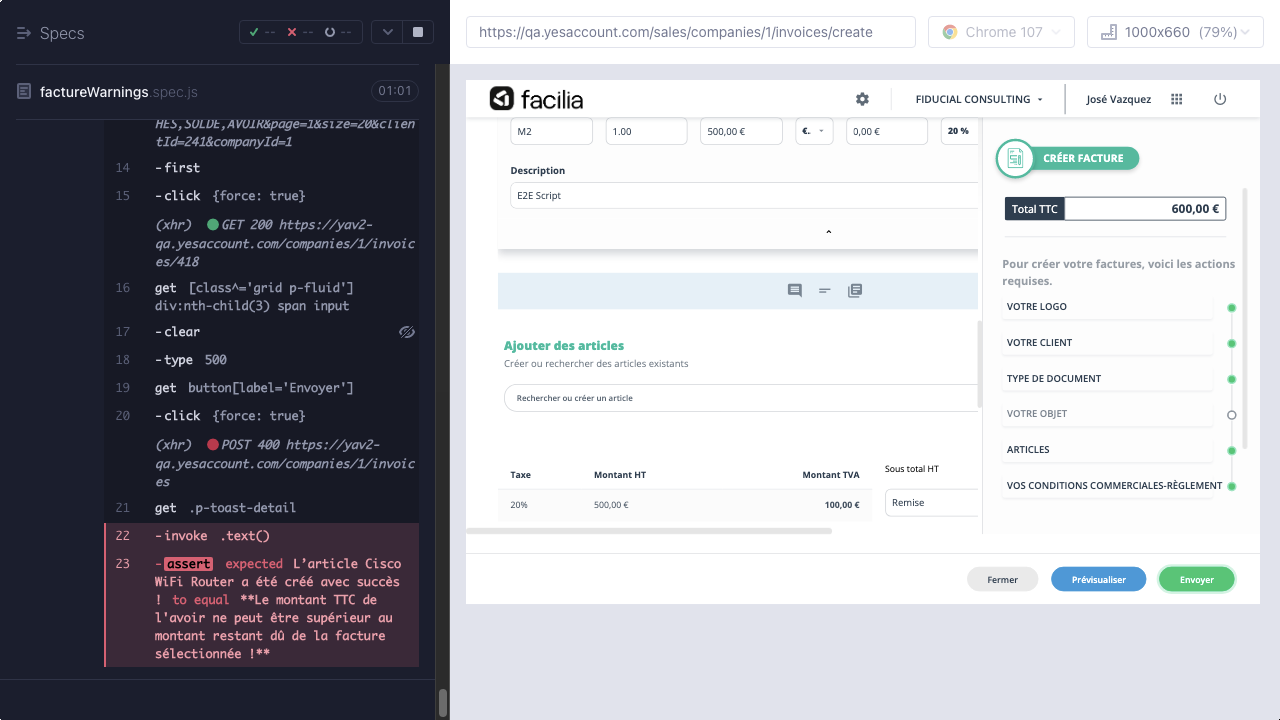 Specs
-- -- --
factureWarnings.spec.js
01:01
HES,SOLDE,AVOIR&page=1&size=20&clien
tId=241&companyId=1
14 -first
15 -click {force: true}
(xhr) GET 200 https://yav2-
qa.yesaccount.com/companies/1/invoic
es/418
16 get [class^='grid p-fluid']
div:nth-child(3) span input
17 -clear
18 -type 500
19 get button[label='Envoyer']
20 -click {force: true}
(xhr) POST 400 https://yav2-
qa.yesaccount.com/companies/1/invoic
es
21 get .p-toast-detail
22 -invoke .text()
23 -assert expected L’article Cisco
WiFi Router a été créé avec succès
! to equal **Le montant TTC de
l'avoir ne peut être supérieur au
montant restant dû de la facture
sélectionnée !**
https://qa.yesaccount.com/sales/companies/1/invoices/create
Chrome 107
1000x660 (79%)
facilia
FIDUCIAL CONSULTING
José Vazquez
M2 1.00 500,00 € €. 0,00 € 20 %
Description
E2E Script
Ajouter des articles
Créer ou rechercher des articles existants
Rechercher ou créer un article
Taxe Montant HT Montant TVA
20% 500,00 € 100,00 €
Sous total HT
Remise
CRÉER FACTURE
Total TTC 600,00 €
Pour créer votre factures, voici les actions
requises.
VOTRE LOGO
VOTRE CLIENT
TYPE DE DOCUMENT
VOTRE OBJET
ARTICLES
VOS CONDITIONS COMMERCIALES-RÈGLEMENT
Fermer
Prévisualiser
Envoyer